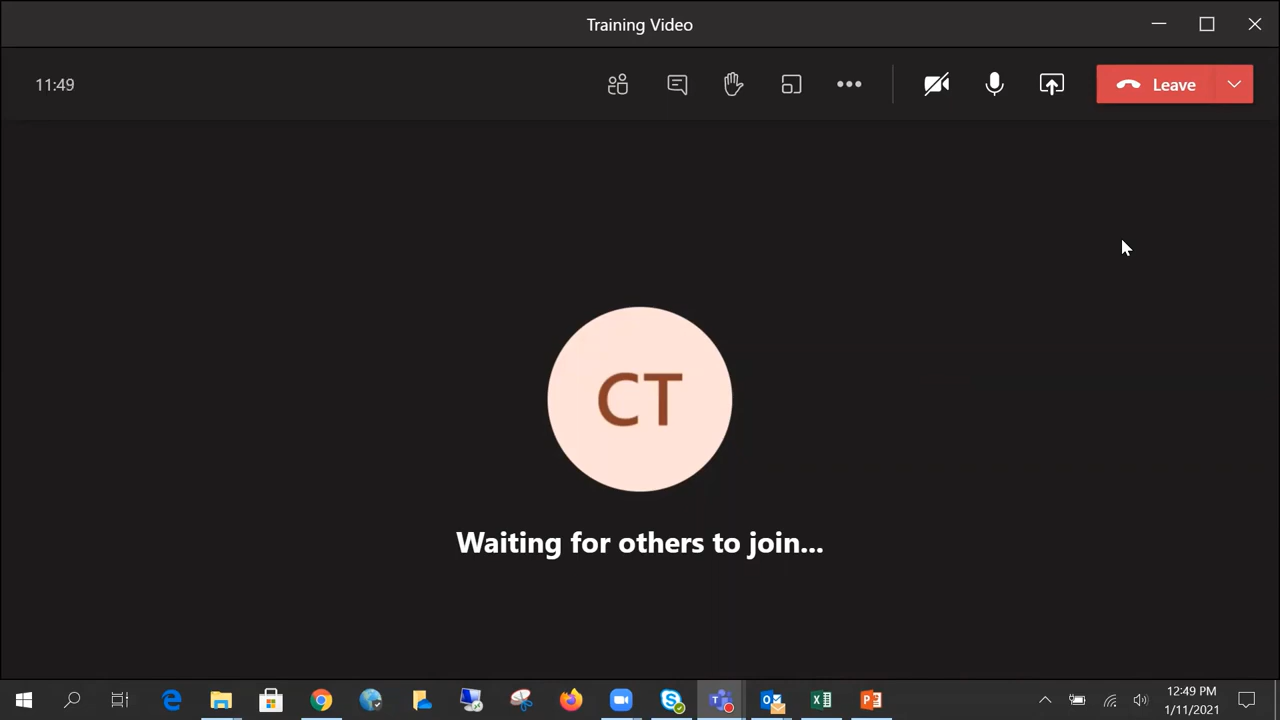 Training Video
11:49
Leave
CT
Waiting for others to join...
12:49 PM
1/11/2021